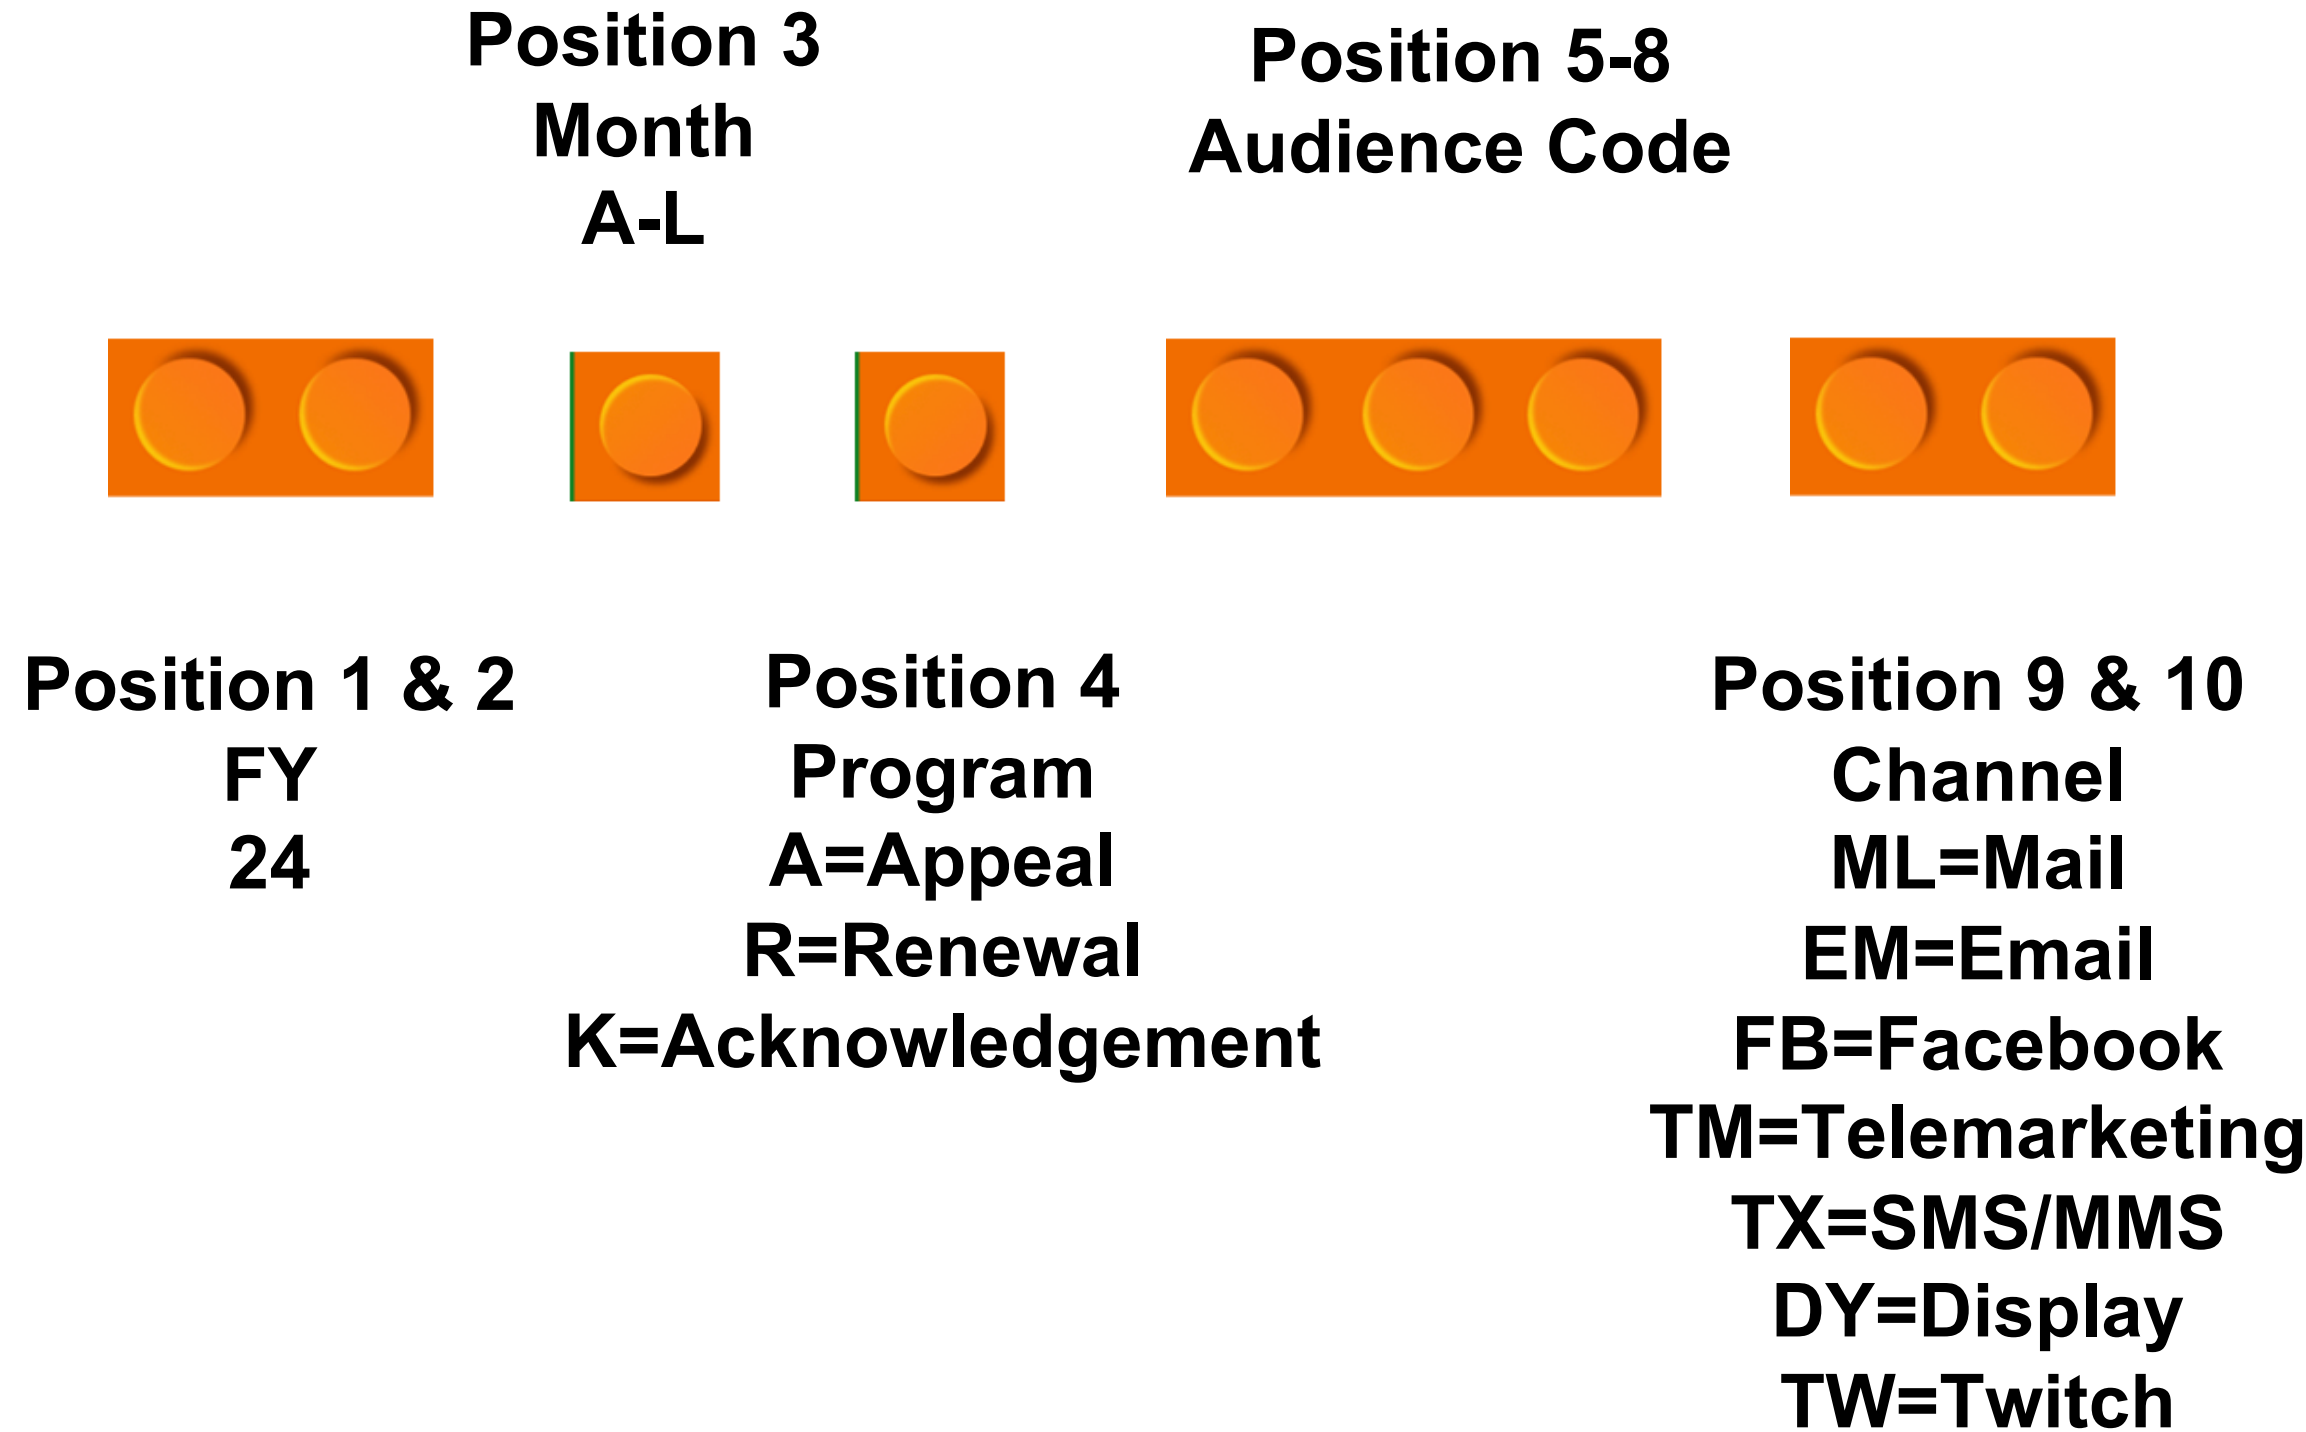 Position 3
Month
A-L
Position 5-8
Audience Code
Position 1 & 2
FY
24
Position 4
Program
A=Appeal
R=Renewal
K=Acknowledgement
Position 9 & 10
Channel
ML=Mail
EM=Email
FB=Facebook
TM=Telemarketing
TX=SMS/MMS
DY=Display
TW=Twitch